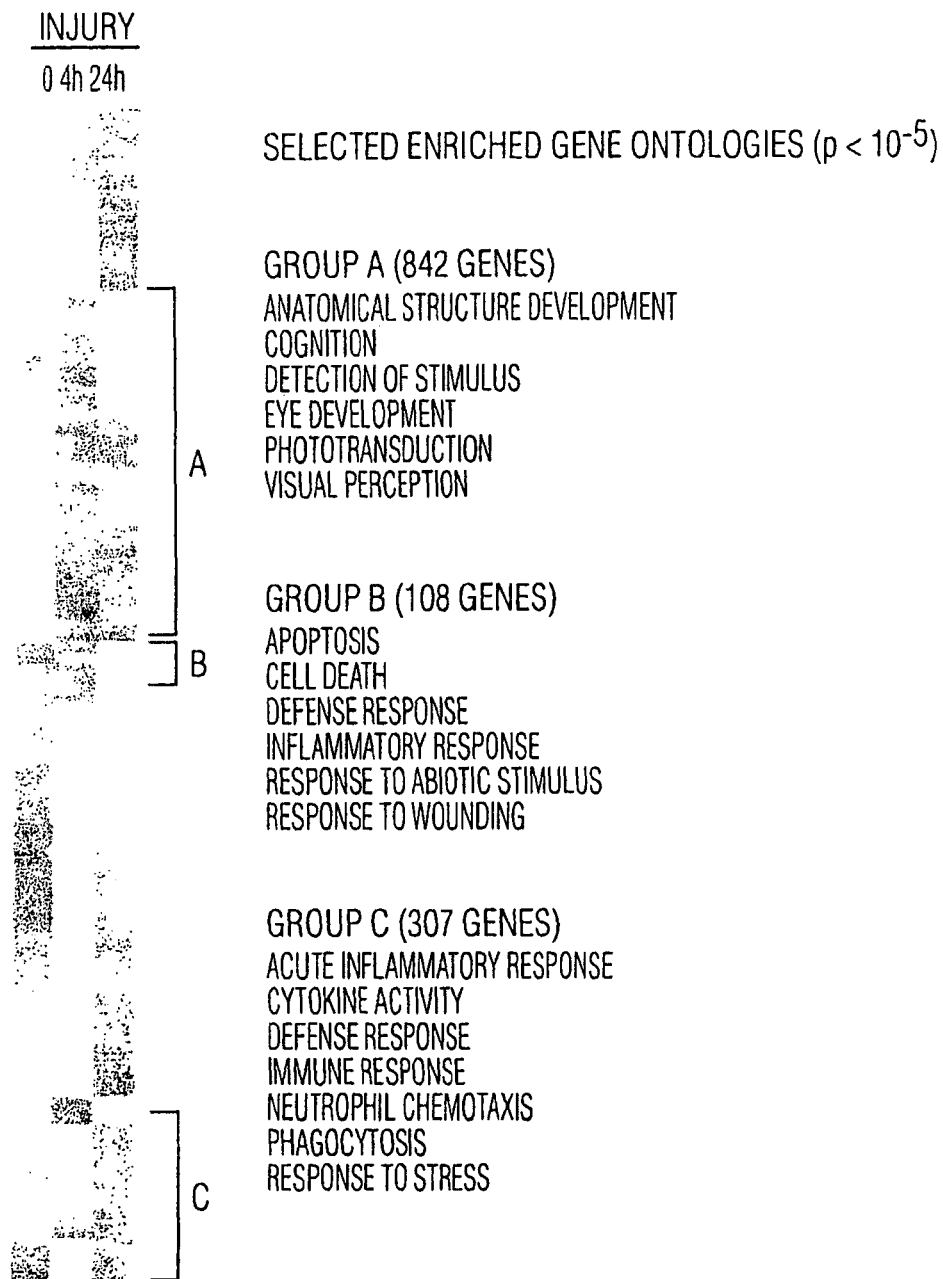 INJURY
0 4h 24h
SELECTED ENRICHED GENE ONTOLOGIES (p < 10⁻⁵)
GROUP A (842 GENES)
ANATOMICAL STRUCTURE DEVELOPMENT
COGNITION
DETECTION OF STIMULUS
EYE DEVELOPMENT
PHOTOTRANSDUCTION
VISUAL PERCEPTION
A
GROUP B (108 GENES)
APOPTOSIS
CELL DEATH
DEFENSE RESPONSE
INFLAMMATORY RESPONSE
RESPONSE TO ABIOTIC STIMULUS
RESPONSE TO WOUNDING
B
GROUP C (307 GENES)
ACUTE INFLAMMATORY RESPONSE
CYTOKINE ACTIVITY
DEFENSE RESPONSE
IMMUNE RESPONSE
NEUTROPHIL CHEMOTAXIS
PHAGOCYTOSIS
RESPONSE TO STRESS
C